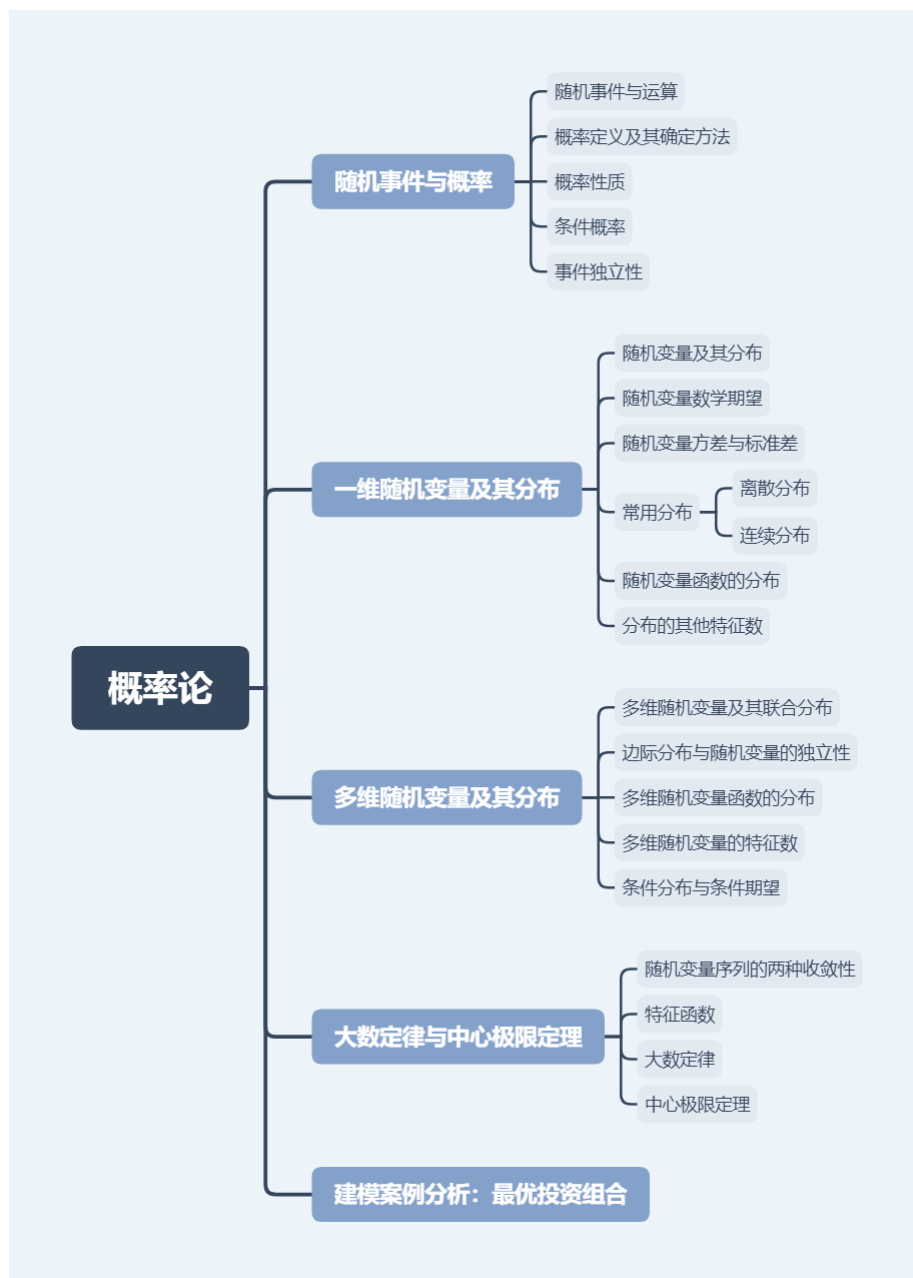 概率论
随机事件与概率
随机事件与运算
概率定义及其确定方法
概率性质
条件概率
事件独立性
一维随机变量及其分布
随机变量及其分布
随机变量数学期望
随机变量方差与标准差
常用分布
离散分布
连续分布
随机变量函数的分布
分布的其他特征数
多维随机变量及其分布
多维随机变量及其联合分布
边际分布与随机变量的独立性
多维随机变量函数的分布
多维随机变量的特征数
条件分布与条件期望
大数定律与中心极限定理
随机变量序列的两种收敛性
特征函数
大数定律
中心极限定理
建模案例分析：最优投资组合